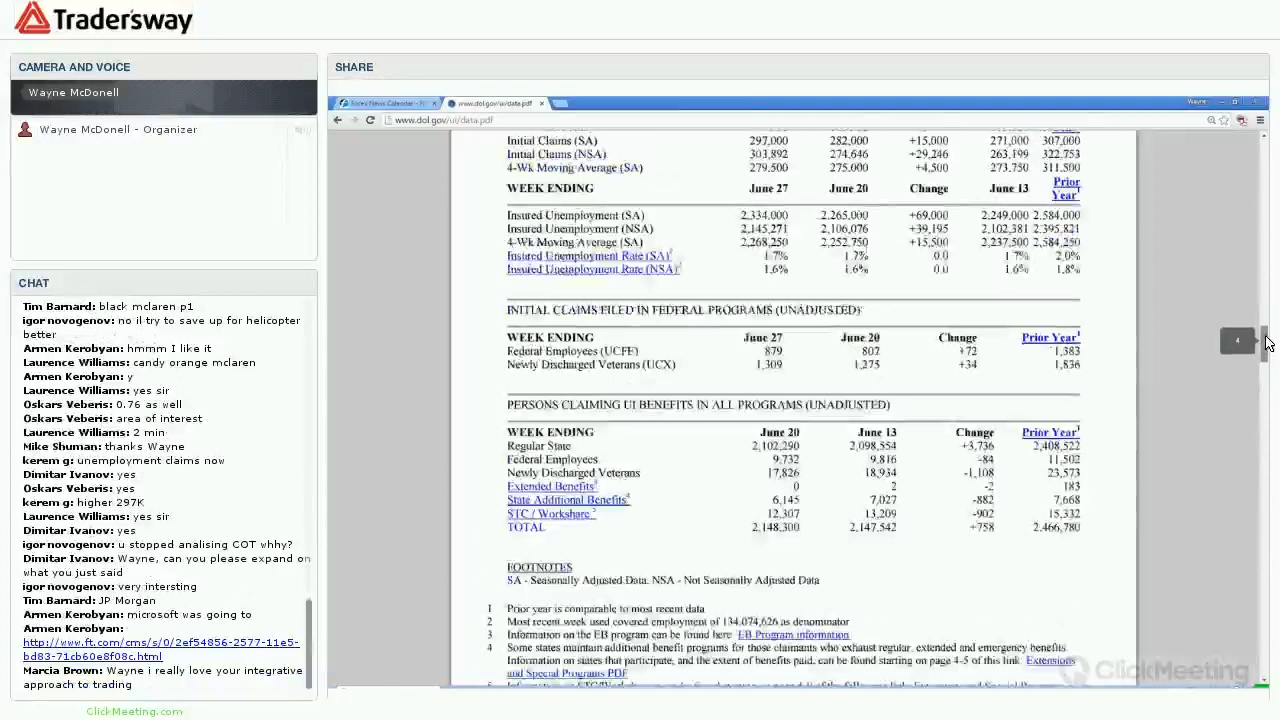 Tradersway
CAMERA AND VOICE
Wayne McDonell
Wayne McDonell - Organizer
CHAT
Tim Barnard: black mclaren p1
igor novogenov: no il try to save up for helicopter
better
Armen Kerobyan: hmmm I like it
Laurence Williams: candy orange mclaren
Armen Kerobyan: y
Laurence Williams: yes sir
Oskars Veberis: 0.76 as well
Oskars Veberis: area of interest
Laurence Williams: 2 min
Mike Shuman: thanks Wayne
kerem g: unemployment claims now
Dimitar Ivanov: yes
Oskars Veberis: yes
kerem g: higher 297K
Laurence Williams: yes sir
Dimitar Ivanov: yes
igor novogenov: u stopped analising COT whhy?
Dimitar Ivanov: Wayne, can you please expand on
what you just said
igor novogenov: very intersting
Tim Barnard: JP Morgan
Armen Kerobyan: microsoft was going to
Armen Kerobyan:
http://www.ft.com/cms/s/0/2ef54856-2577-11e5-
bd83-71cb60e8f08c.html
Marcia Brown: Wayne i really love your integrative
approach to trading
ClickMeeting.com
SHARE
Forex News Calendar www.dol.gov/ui/data.pdf Wayne
www.dol.gov/ui/data.pdf
Initial Claims (SA) 297,000 282,000 +15,000 271,000 307,000
Initial Claims (NSA) 303,892 274,646 +29,246 263,199 322,753
4-Wk Moving Average (SA) 279,500 275,000 +4,500 273,750 311,500
WEEK ENDING June 27 June 20 Change June 13 Prior
Year1
Insured Unemployment (SA) 2,334,000 2,265,000 +69,000 2,249,000 2,584,000
Insured Unemployment (NSA) 2,145,271 2,106,076 +39,195 2,102,381 2,395,821
4-Wk Moving Average (SA) 2,268,250 2,252,750 +15,500 2,237,500 2,584,250
Insured Unemployment Rate (SA)2 1.7% 1.7% 0.0 1.7% 2.0%
Insured Unemployment Rate (NSA)2 1.6% 1.6% 0.0 1.6% 1.8%
INITIAL CLAIMS FILED IN FEDERAL PROGRAMS (UNADJUSTED)
WEEK ENDING June 27 June 20 Change Prior Year1
Federal Employees (UCFE) 879 807 +72 1,383
Newly Discharged Veterans (UCX) 1,309 1,275 +34 1,836
PERSONS CLAIMING UI BENEFITS IN ALL PROGRAMS (UNADJUSTED)
WEEK ENDING June 20 June 13 Change Prior Year1
Regular State 2,102,290 2,098,554 +3,736 2,408,522
Federal Employees 9,732 9,816 -84 11,502
Newly Discharged Veterans 17,826 18,934 -1,108 23,573
Extended Benefits3 0 2 -2 183
State Additional Benefits4 6,145 7,027 -882 7,668
STC / Workshare 5 12,307 13,209 -902 15,332
TOTAL 2,148,300 2,147,542 +758 2,466,780
FOOTNOTES
SA - Seasonally Adjusted Data, NSA - Not Seasonally Adjusted Data
1 Prior year is comparable to most recent data
2 Most recent week used covered employment of 134,074,626 as denominator
3 Information on the EB program can be found here EB Program information
4 Some states maintain additional benefit programs for those claimants who exhaust regular, extended and emergency benefits.
Information on states that participate, and the extent of benefits paid, can be found starting on page 4-5 of this link Extensions
and Special Programs PDF
4
ClickMeeting